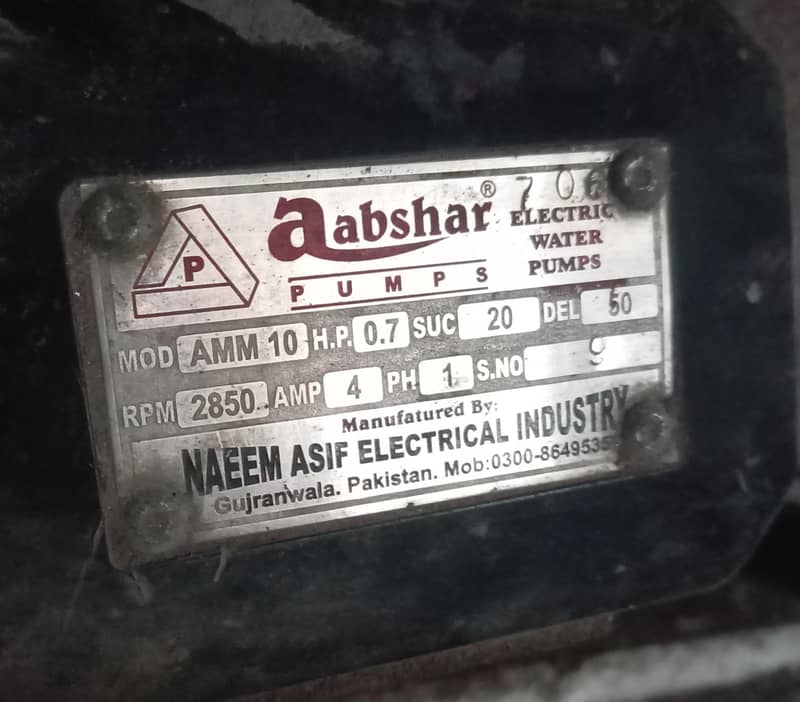 aabshar®
PUMPS
P
ELECTRIC
WATER
PUMPS
MOD AMM 10 H.P. 0.7 SUC 20 DEL 50
RPM 2850 AMP 4 PH 1 S.NO 9
Manufatured By:
NAEEM ASIF ELECTRICAL INDUSTRY
Gujranwala. Pakistan. Mob: